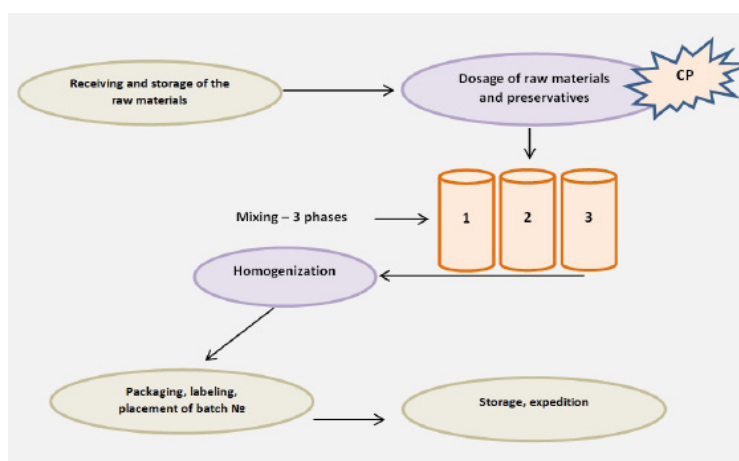 Receiving and storage of the
raw materials
Dosage of raw materials
and preservatives
CP
Mixing – 3 phases
1
2
3
Homogenization
Packaging, labeling,
placement of batch №
Storage, expedition